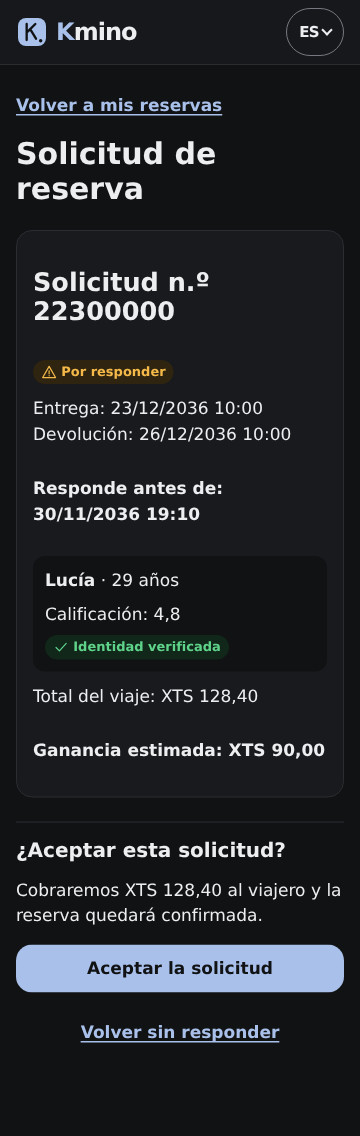 K. Kmino
ES
Volver a mis reservas
Solicitud de
reserva
Solicitud n.º
22300000
Por responder
Entrega: 23/12/2036 10:00
Devolución: 26/12/2036 10:00
Responde antes de:
30/11/2036 19:10
Lucía · 29 años
Calificación: 4,8
Identidad verificada
Total del viaje: XTS 128,40
Ganancia estimada: XTS 90,00
¿Aceptar esta solicitud?
Cobraremos XTS 128,40 al viajero y la
reserva quedará confirmada.
Aceptar la solicitud
Volver sin responder